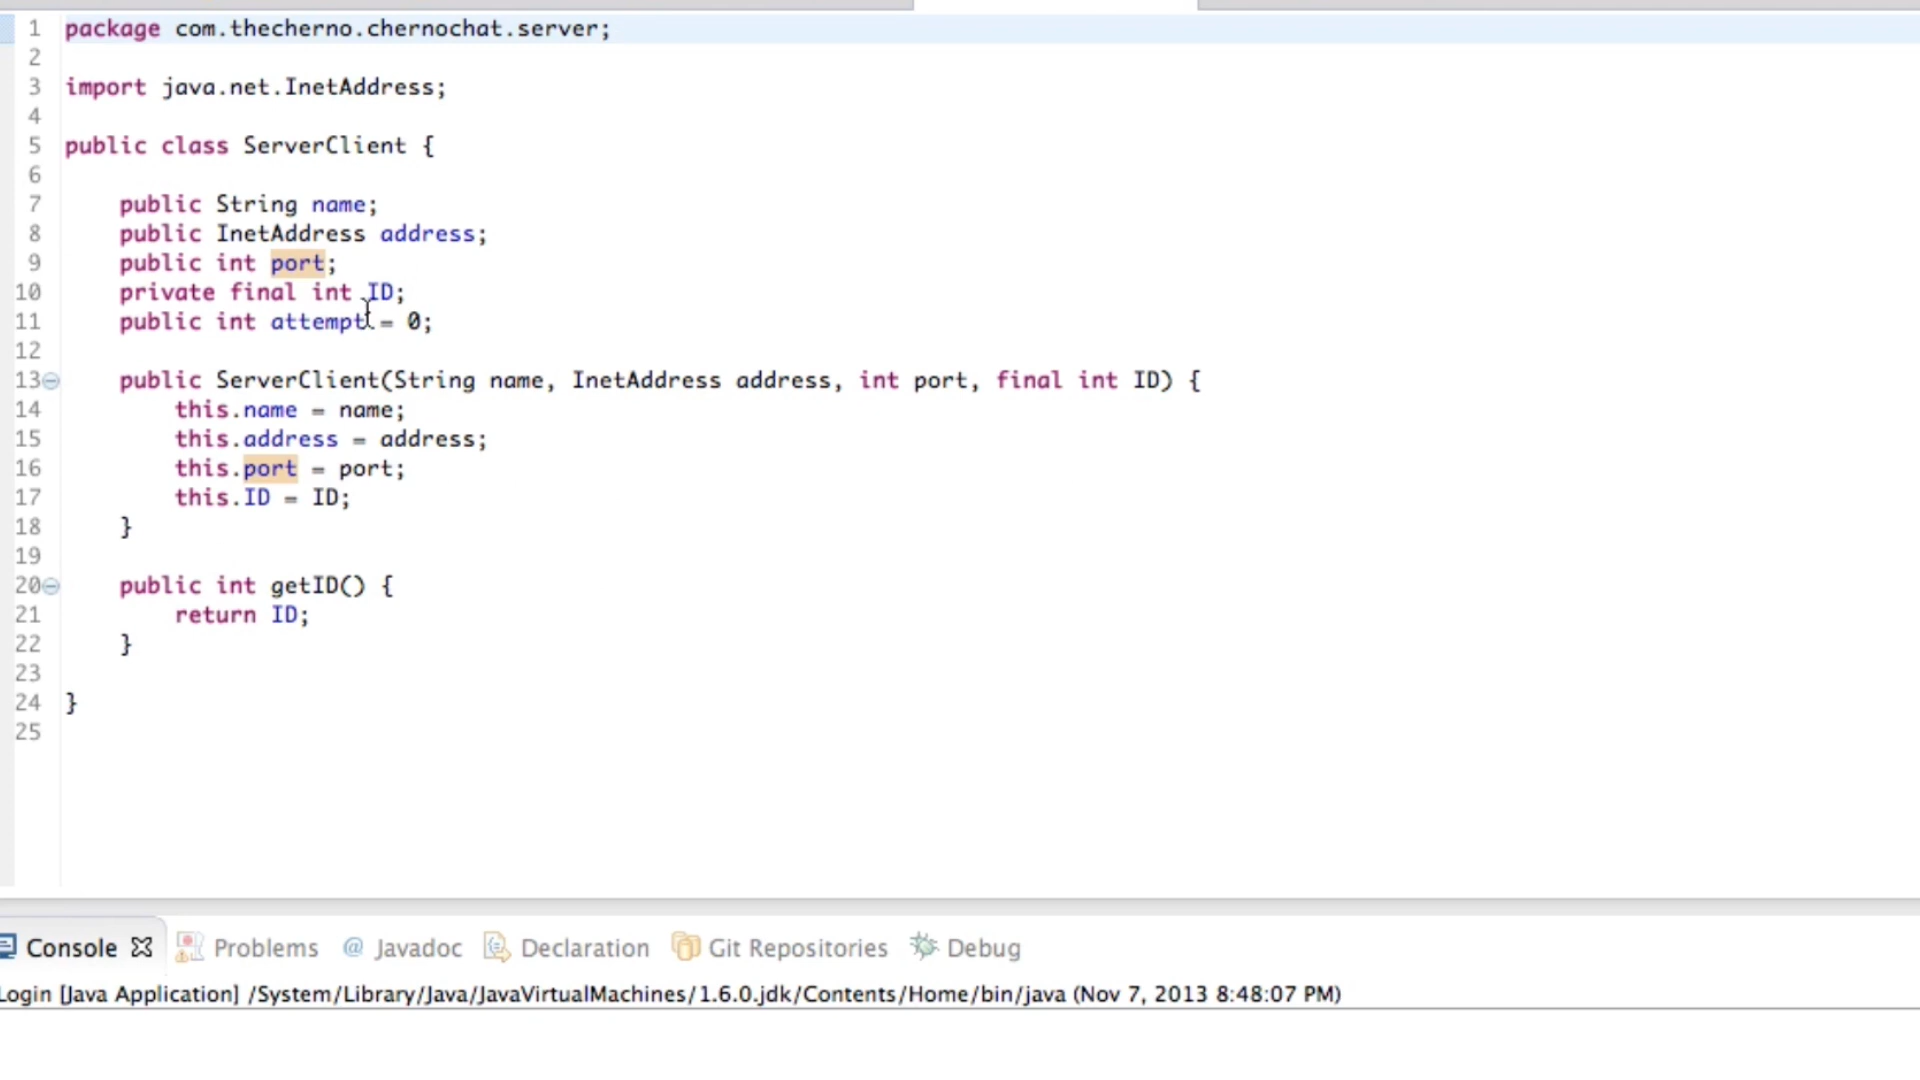 1 package com.thecherno.chernochat.server;
2
3 import java.net.InetAddress;
4
5 public class ServerClient {
6
7 public String name;
8 public InetAddress address;
9 public int port;
10 private final int ID;
11 public int attempt = 0;
12
13 public ServerClient(String name, InetAddress address, int port, final int ID) {
14 this.name = name;
15 this.address = address;
16 this.port = port;
17 this.ID = ID;
18 }
19
20 public int getID() {
21 return ID;
22 }
23
24 }
25
Console Problems @ Javadoc Declaration Git Repositories Debug
Login [Java Application] /System/Library/Java/JavaVirtualMachines/1.6.0.jdk/Contents/Home/bin/java (Nov 7, 2013 8:48:07 PM)